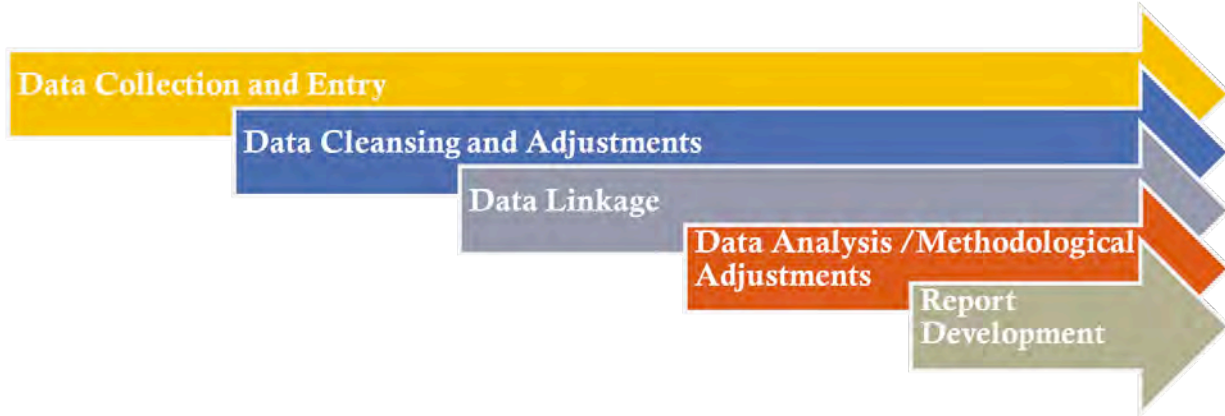 Data Collection and Entry
Data Cleansing and Adjustments
Data Linkage
Data Analysis /Methodological
Adjustments
Report
Development